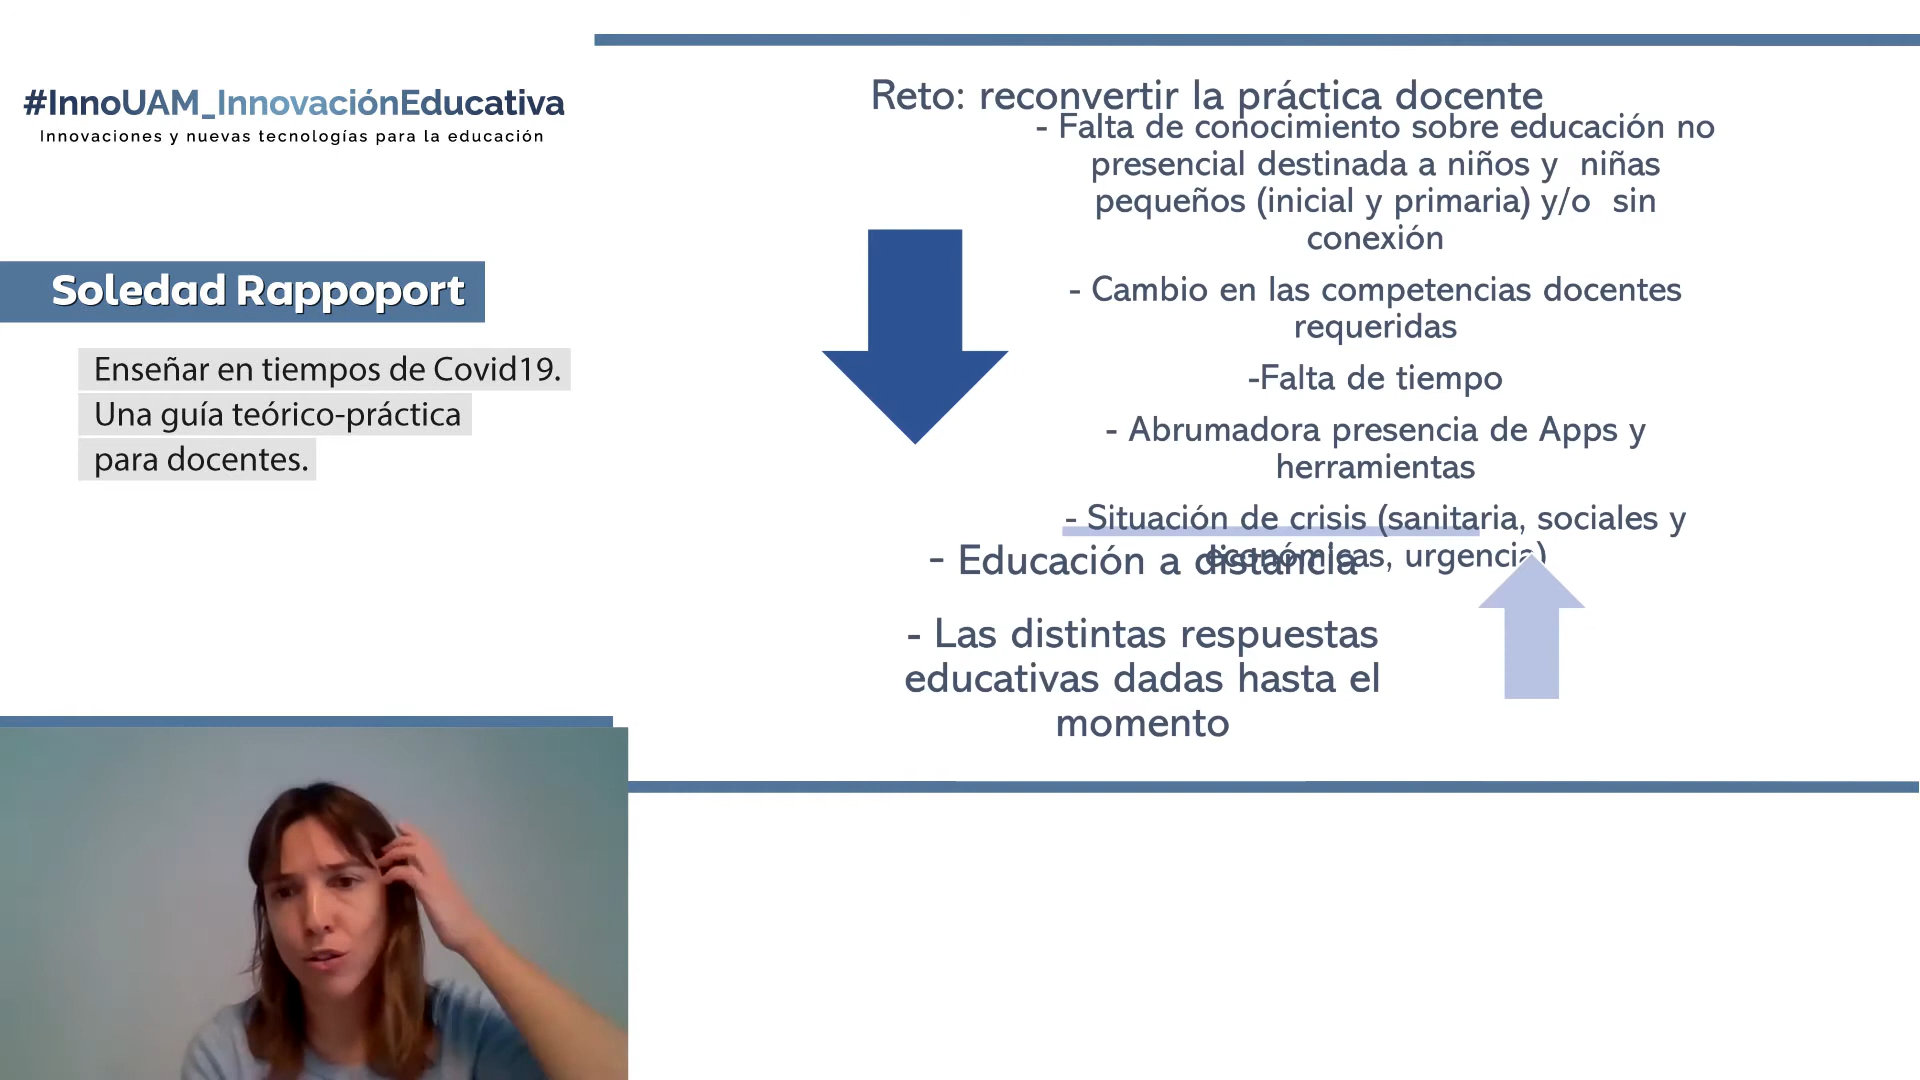 #InnoUAM_InnovaciónEducativa
Innovaciones y nuevas tecnologías para la educación
Soledad Rappoport
Enseñar en tiempos de Covid19.
Una guía teórico-práctica
para docentes.
Reto: reconvertir la práctica docente
- Falta de conocimiento sobre educación no
presencial destinada a niños y niñas
pequeños (inicial y primaria) y/o sin
conexión
- Cambio en las competencias docentes
requeridas
-Falta de tiempo
- Abrumadora presencia de Apps y
herramientas
- Situación de crisis (sanitaria, sociales y
económicas, urgencia)
- Educación a distancia
- Las distintas respuestas
educativas dadas hasta el
momento